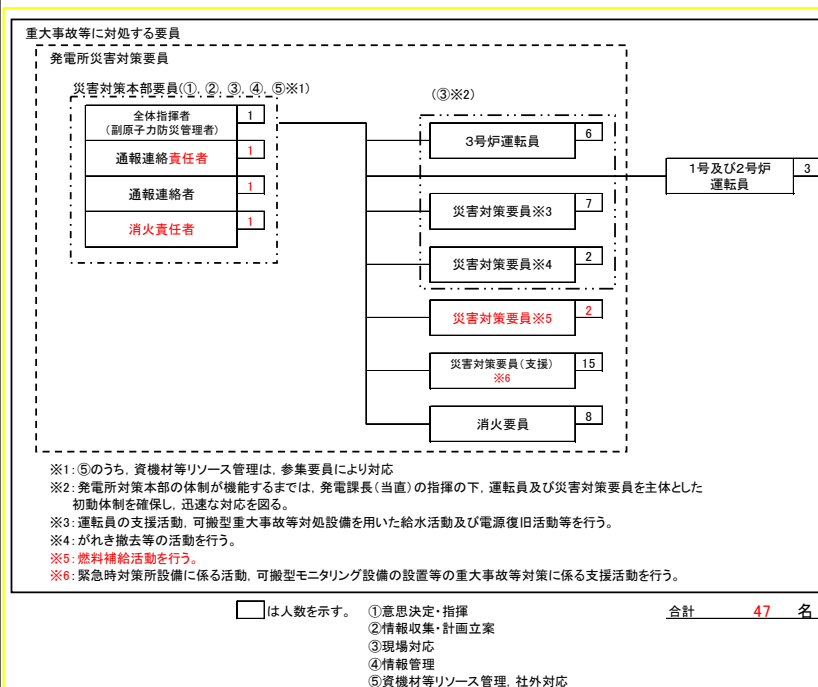 重大事故等に対処する要員
発電所災害対策要員
災害対策本部要員(①, ②, ③, ④, ⑤※1)
全体指揮者
(副原子力防災管理者)
1
通報連絡責任者
1
通報連絡者
1
消火責任者
1
(③※2)
3号炉運転員
6
災害対策要員※3
7
災害対策要員※4
2
災害対策要員※5
2
災害対策要員(支援)
※6
15
消火要員
8
1号及び2号炉
運転員
3
※1:⑤のうち, 資機材等リソース管理は, 参集要員により対応
※2:発電所対策本部の体制が機能するまでは, 発電課長(当直)の指揮の下, 運転員及び災害対策要員を主体とした
初動体制を確保し, 迅速な対応を図る。
※3:運転員の支援活動, 可搬型重大事故等対処設備を用いた給水活動及び電源復旧活動等を行う。
※4:がれき撤去等の活動を行う。
※5:燃料補給活動を行う。
※6:緊急時対策所設備に係る活動, 可搬型モニタリング設備の設置等の重大事故等対策に係る支援活動を行う。
は人数を示す。
①意思決定・指揮
②情報収集・計画立案
③現場対応
④情報管理
⑤資機材等リソース管理, 社外対応
合計 47 名